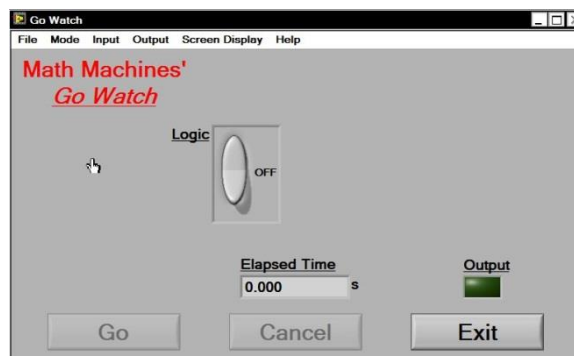 Go Watch
File Mode Input Output Screen Display Help
Math Machines'
Go Watch
Logic
OFF
Elapsed Time
0.000 s
Output
Go Cancel Exit